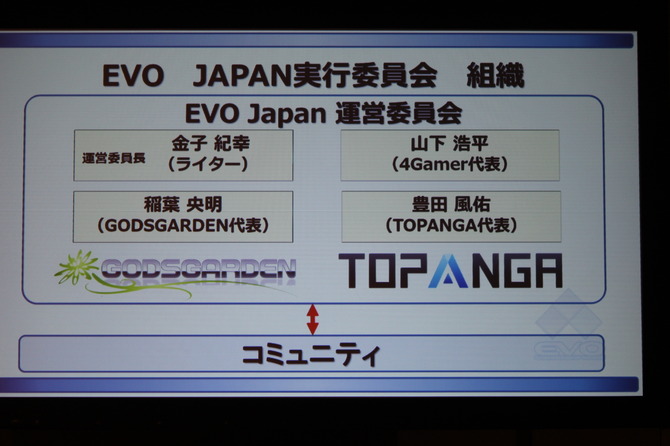 EVO JAPAN実行委員会 組織
EVO Japan 運営委員会
運営委員長 金子 紀幸
(ライター)
山下 浩平
(4Gamer代表)
稲葉 央明
(GODSGARDEN代表)
豊田 風佑
(TOPANGA代表)
GODSGARDEN
TOPANGA
EVO
コミュニティ